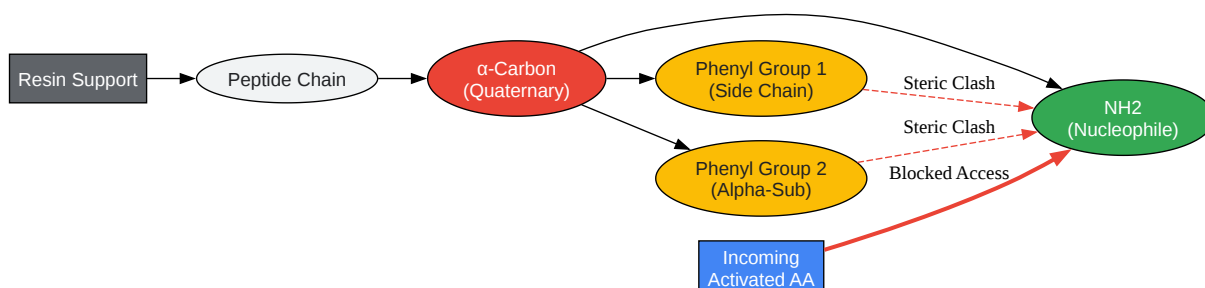 Resin Support
Peptide Chain
α-Carbon
(Quaternary)
Phenyl Group 1
(Side Chain)
Steric Clash
NH2
(Nucleophile)
Steric Clash
Phenyl Group 2
(Alpha-Sub)
Blocked Access
Incoming
Activated AA